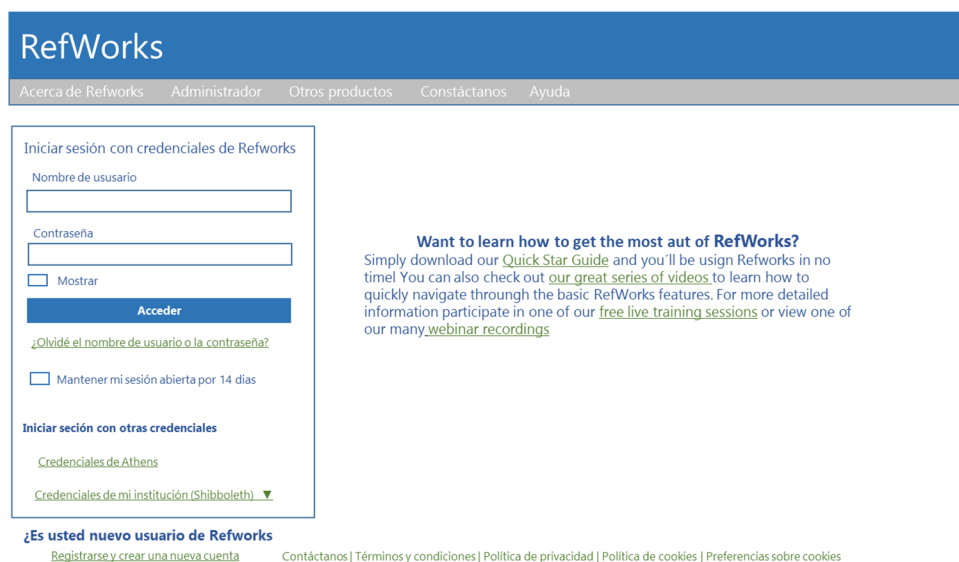 RefWorks
Acerca de Refworks Administrador Otros productos Constáctanos Ayuda
Iniciar sesión con credenciales de Refworks
Nombre de ususario
Contraseña
Mostrar
Acceder
¿Olvidé el nombre de usuario o la contraseña?
Mantener mi sesión abierta por 14 dias
Iniciar seción con otras credenciales
Credenciales de Athens
Credenciales de mi institución (Shibboleth) ▼
Want to learn how to get the most aut of RefWorks?
Simply download our Quick Star Guide and you´ll be usign Refworks in no
timel You can also check out our great series of videos to learn how to
quickly navigate thruongh the basic RefWorks features. For more detailed
information participate in one of our free live training sessions or view one of
our many webinar recordings
¿Es usted nuevo usuario de Refworks
Registrarse y crear una nueva cuenta
Contáctanos | Términos y condiciones | Política de privacidad | Política de cookies | Preferencias sobre cookies